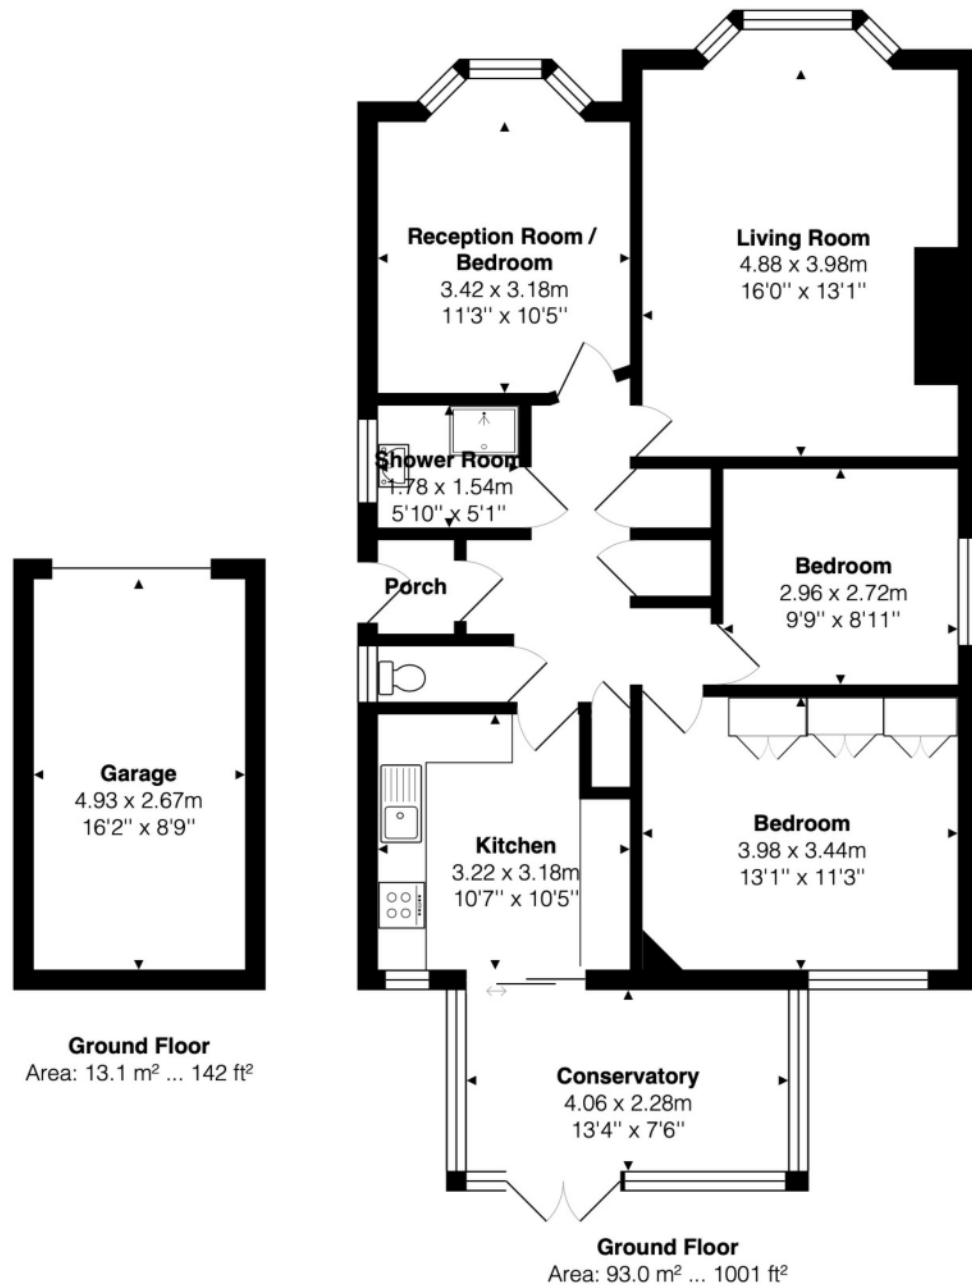 Reception Room /
Bedroom
3.42 x 3.18m
11'3'' x 10'5''
Living Room
4.88 x 3.98m
16'0'' x 13'1''
Shower Room
1.78 x 1.54m
5'10'' x 5'1''
Porch
Bedroom
2.96 x 2.72m
9'9'' x 8'11''
Garage
4.93 x 2.67m
16'2'' x 8'9''
Kitchen
3.22 x 3.18m
10'7'' x 10'5''
Bedroom
3.98 x 3.44m
13'1'' x 11'3''
Ground Floor
Area: 13.1 m² ... 142 ft²
Conservatory
4.06 x 2.28m
13'4'' x 7'6''
Ground Floor
Area: 93.0 m² ... 1001 ft²